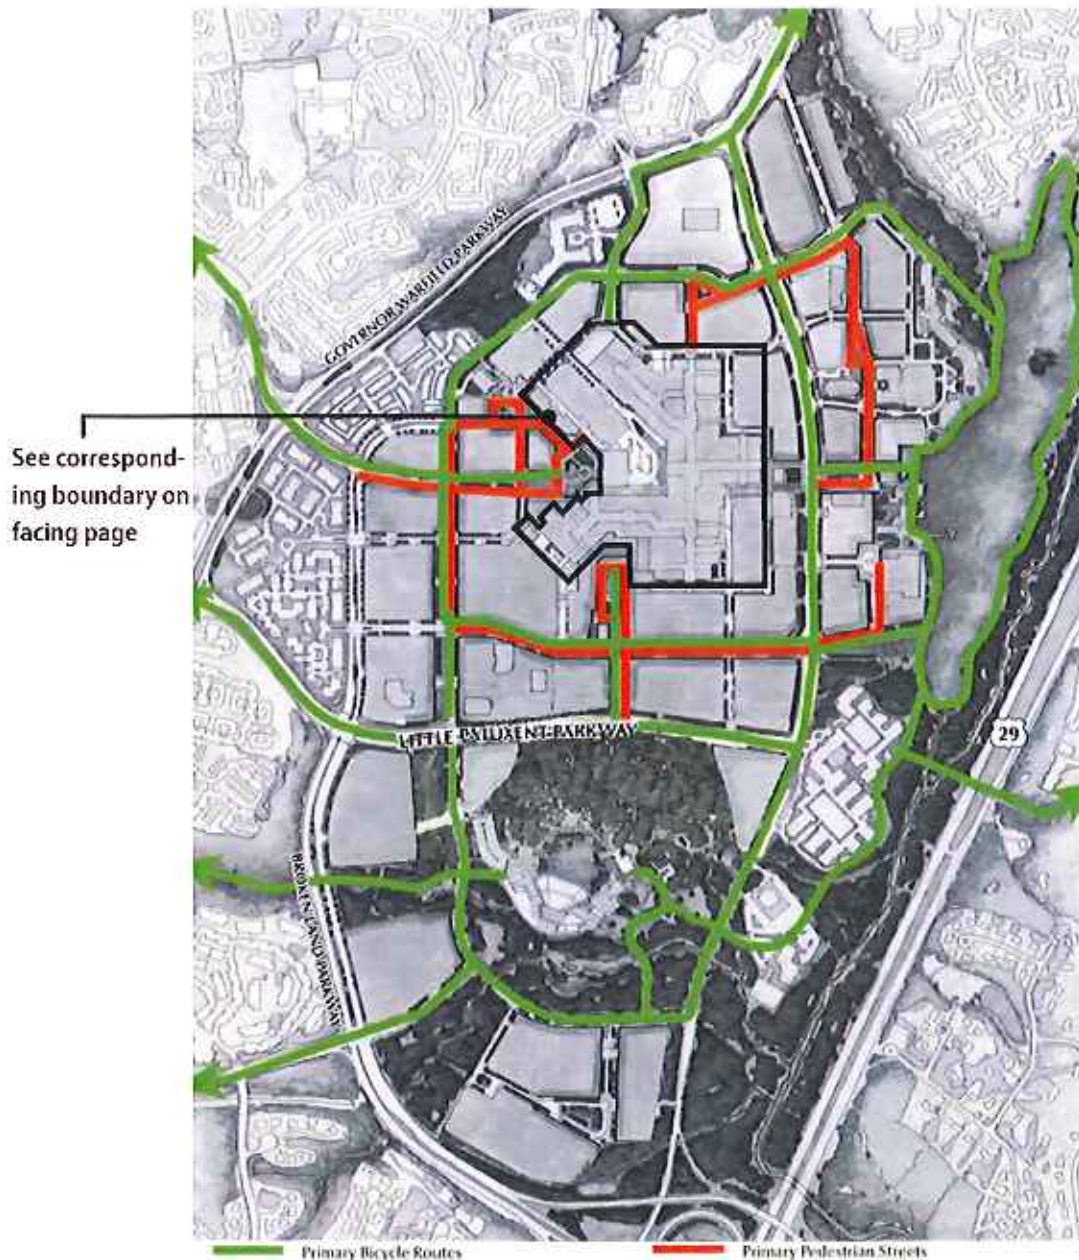 GOVERNOR WARFIELD PARKWAY
See correspond-
ing boundary on
facing page
LITTLE PATUXENT PARKWAY
29
BROKEN LAND PARKWAY
Primary Bicycle Routes
Primary Pedestrian Streets